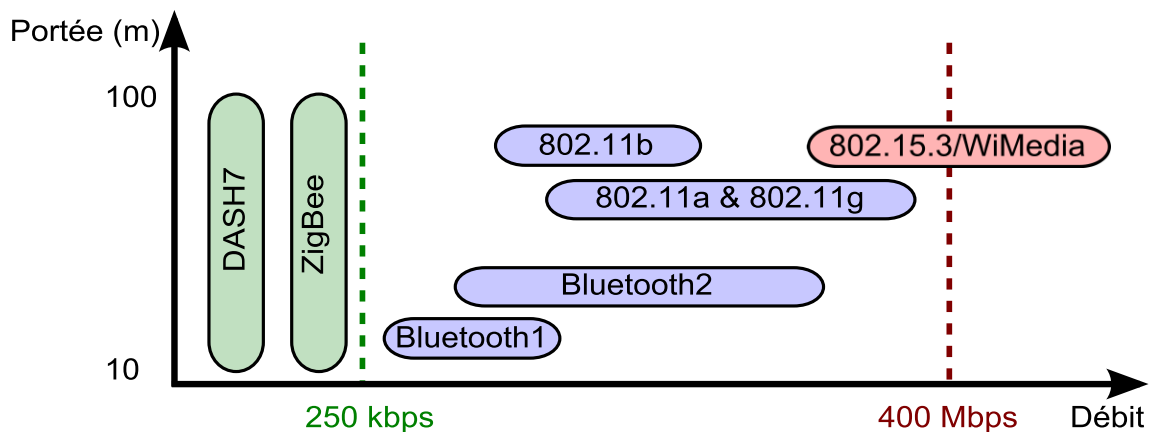 Portée (m)
100
802.11b
802.15.3/WiMedia
802.11a & 802.11g
DASH7
ZigBee
Bluetooth2
Bluetooth1
10
250 kbps
400 Mbps
Débit